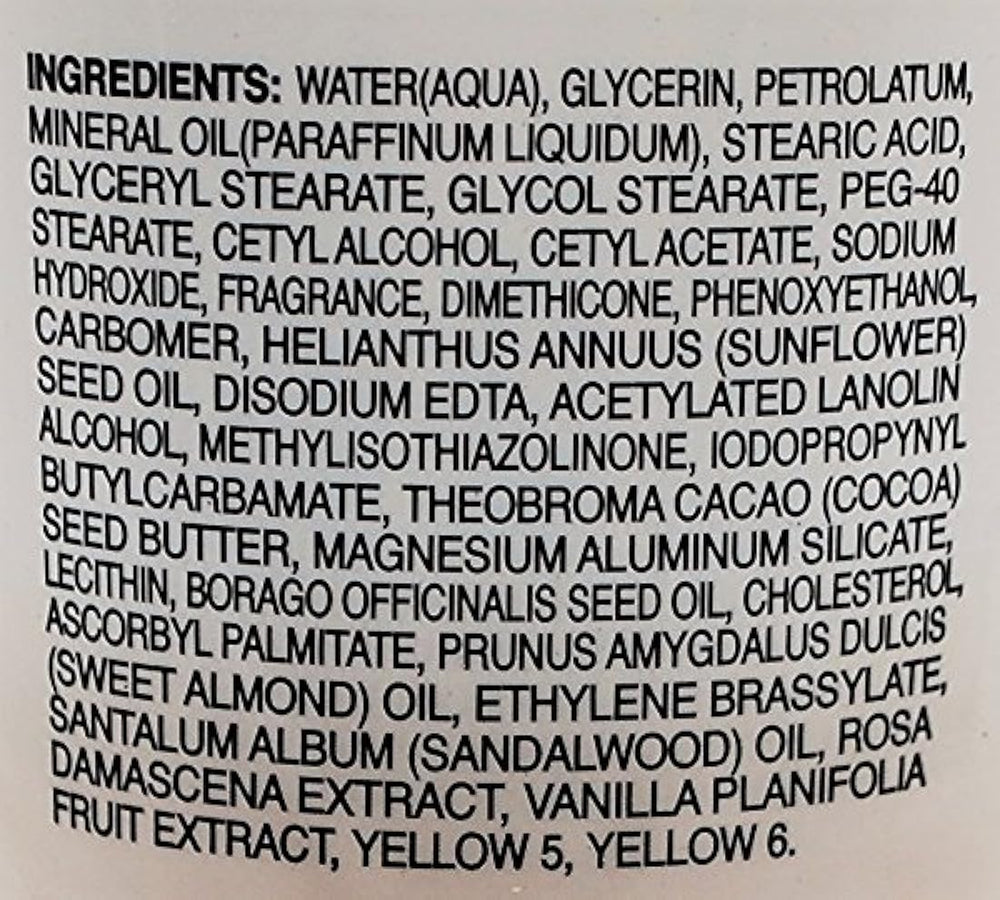 INGREDIENTS: WATER(AQUA), GLYCERIN, PETROLATUM,
MINERAL OIL(PARAFFINUM LIQUIDUM), STEARIC ACID,
GLYCERYL STEARATE, GLYCOL STEARATE, PEG-40
STEARATE, CETYL ALCOHOL, CETYL ACETATE, SODIUM
HYDROXIDE, FRAGRANCE, DIMETHICONE, PHENOXYETHANOL,
CARBOMER, HELIANTHUS ANNUUS (SUNFLOWER)
SEED OIL, DISODIUM EDTA, ACETYLATED LANOLIN
ALCOHOL, METHYLISOTHIAZOLINONE, IODOPROPYNYL
BUTYLCARBAMATE, THEOBROMA CACAO (COCOA)
SEED BUTTER, MAGNESIUM ALUMINUM SILICATE,
LECITHIN, BORAGO OFFICINALIS SEED OIL, CHOLESTEROL,
ASCORBYL PALMITATE, PRUNUS AMYGDALUS DULCIS
(SWEET ALMOND) OIL, ETHYLENE BRASSYLATE,
SANTALUM ALBUM (SANDALWOOD) OIL, ROSA
DAMASCENA EXTRACT, VANILLA PLANIFOLIA
FRUIT EXTRACT, YELLOW 5, YELLOW 6.